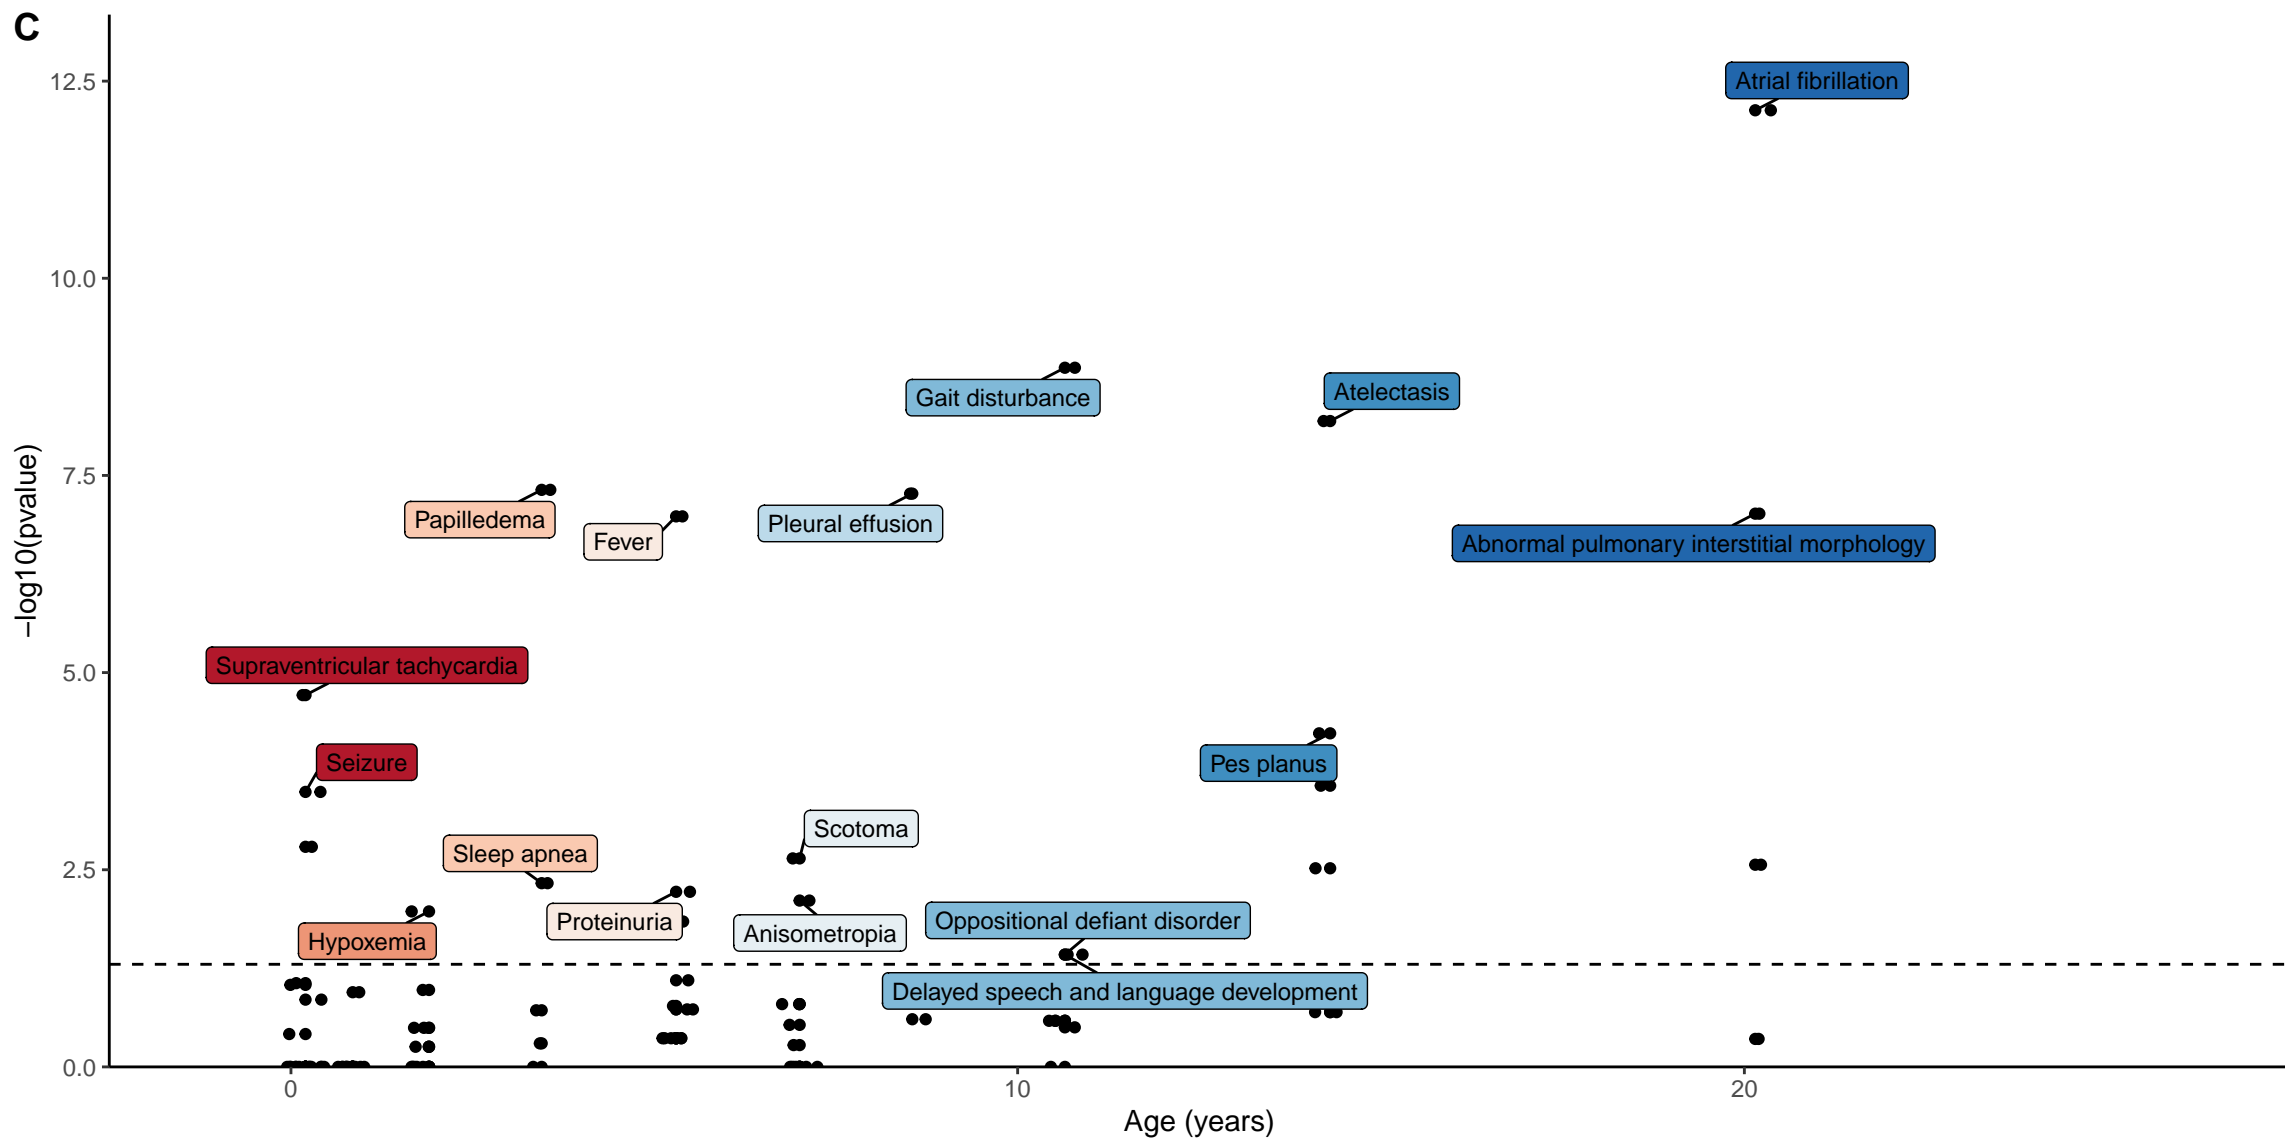 C
12.5
Atrial fibrillation
10.0
Gait disturbance
Atelectasis
7.5
Papilledema
Fever
Pleural effusion
Abnormal pulmonary interstitial morphology
−log10(pvalue)
5.0
Supraventricular tachycardia
Seizure
Pes planus
Scotoma
Sleep apnea
2.5
Proteinuria
Anisometropia
Oppositional defiant disorder
Hypoxemia
Delayed speech and language development
0.0
0
10
20
Age (years)